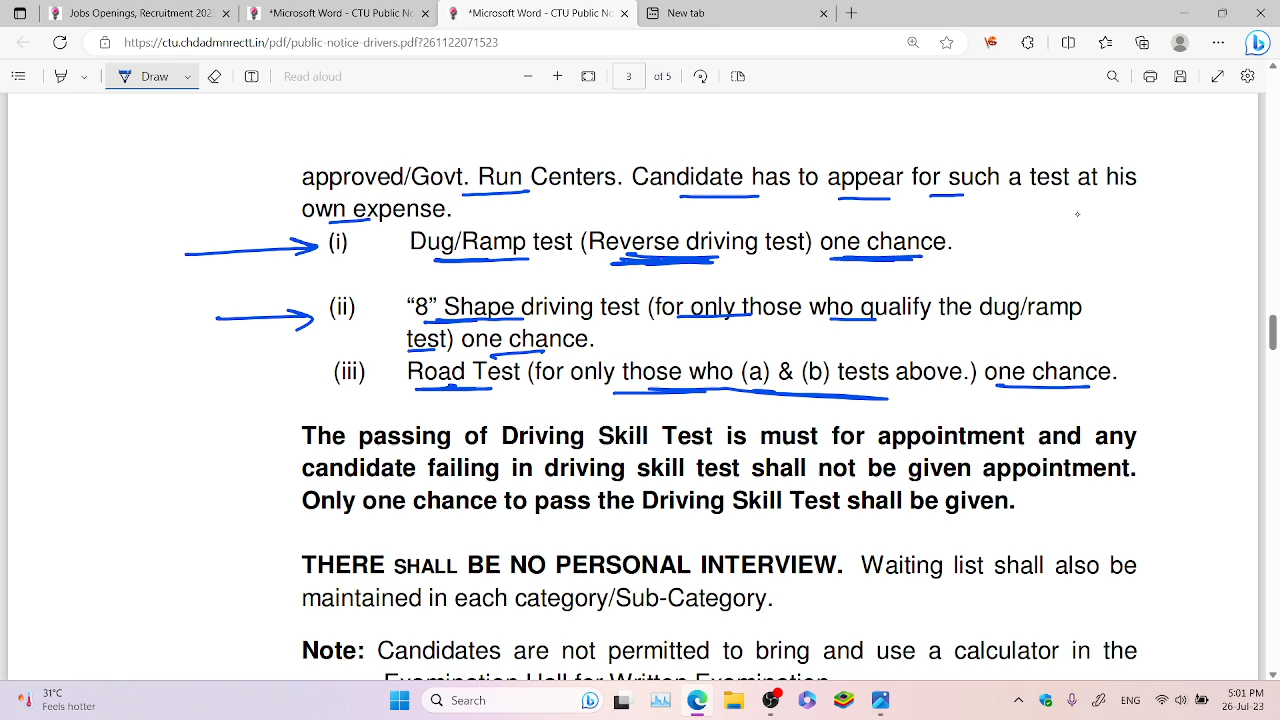 Jobs Openings, Recruitment 202
*Microsoft Word - CTU Public No
*Microsoft Word - CTU Public No
New tab
https://ctu.chdadmnrectt.in/pdf/public-notice-drivers.pdf?261122071523
Draw
Read aloud
3 of 5
approved/Govt. Run Centers. Candidate has to appear for such a test at his
own expense.
(i) Dug/Ramp test (Reverse driving test) one chance.
(ii) “8” Shape driving test (for only those who qualify the dug/ramp
test) one chance.
(iii) Road Test (for only those who (a) & (b) tests above.) one chance.
The passing of Driving Skill Test is must for appointment and any
candidate failing in driving skill test shall not be given appointment.
Only one chance to pass the Driving Skill Test shall be given.
THERE SHALL BE NO PERSONAL INTERVIEW. Waiting list shall also be
maintained in each category/Sub-Category.
Note: Candidates are not permitted to bring and use a calculator in the
Examination Hall for Written Examination
31°C
Feeder
Search
ENG
5:01 PM
26-Jul-23